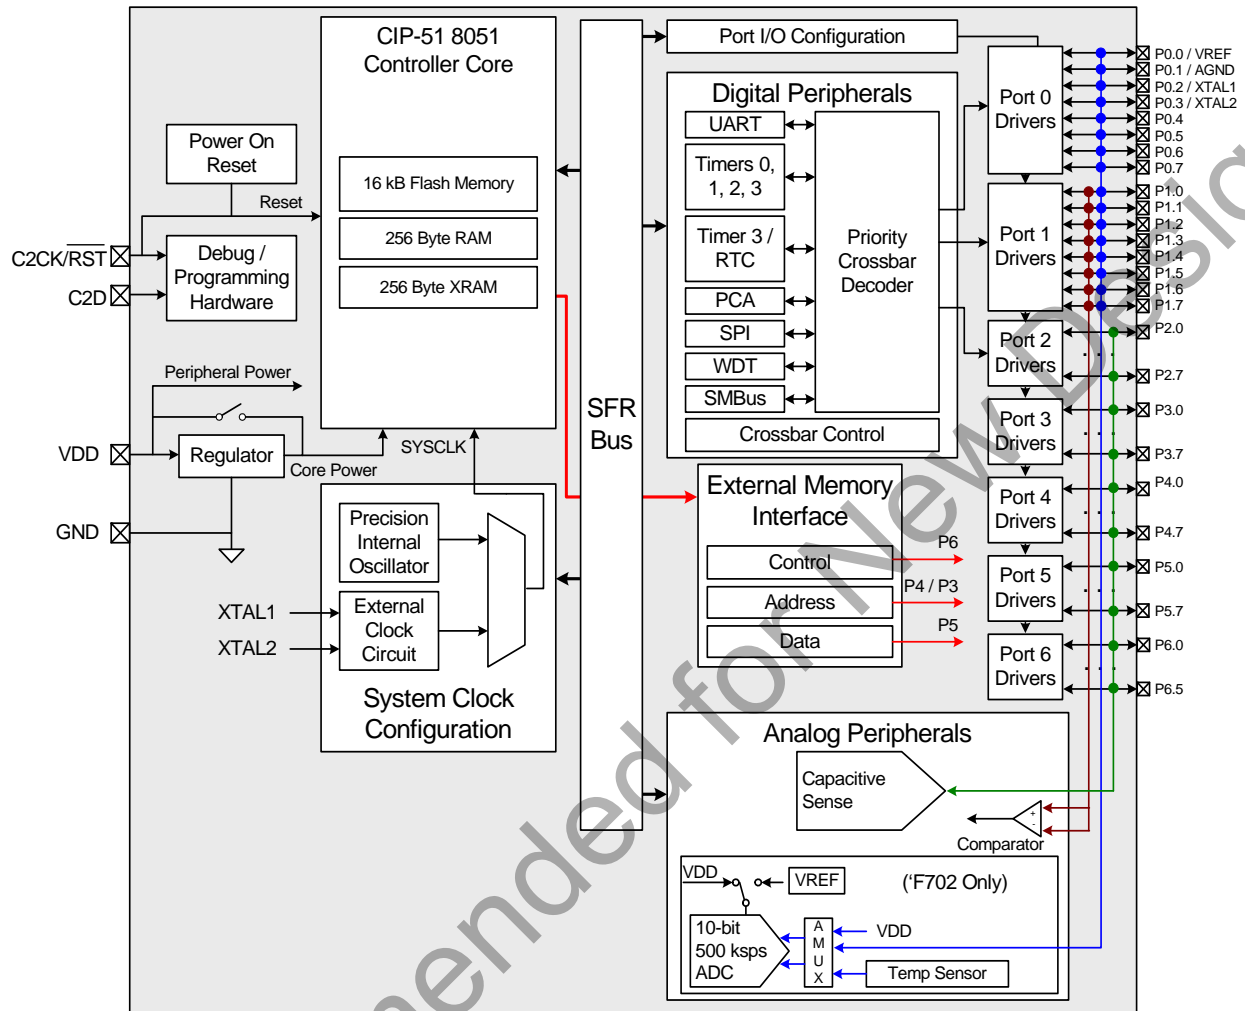 CIP-51 8051
Controller Core
16 kB Flash Memory
256 Byte RAM
256 Byte XRAM
Power On
Reset
Reset
Debug /
Programming
Hardware
C2CK/RST
C2D
Peripheral Power
VDD
Regulator
Core Power
GND
SYSCLK
Precision
Internal
Oscillator
XTAL1
XTAL2
External
Clock
Circuit
System Clock
Configuration
SFR
Bus
Port I/O Configuration
Digital Peripherals
UART
Timers 0,
1, 2, 3
Timer 3 /
RTC
PCA
SPI
WDT
SMBus
Priority
Crossbar
Decoder
Crossbar Control
External Memory
Interface
Control
Address
Data
P6
P4 / P3
P5
Port 0
Drivers
Port 1
Drivers
Port 2
Drivers
Port 3
Drivers
Port 4
Drivers
Port 5
Drivers
Port 6
Drivers
P0.0 / VREF
P0.1 / AGND
P0.2 / XTAL1
P0.3 / XTAL2
P0.4
P0.5
P0.6
P0.7
P1.0
P1.1
P1.2
P1.3
P1.4
P1.5
P1.6
P1.7
P2.0
P2.7
P3.0
P3.7
P4.0
P4.7
P5.0
P5.7
P6.0
P6.5
Analog Peripherals
Capacitive
Sense
+
-
Comparator
VDD
VREF
('F702 Only)
10-bit
500 ksps
ADC
A
M
U
X
VDD
Temp Sensor
mended for New Desig